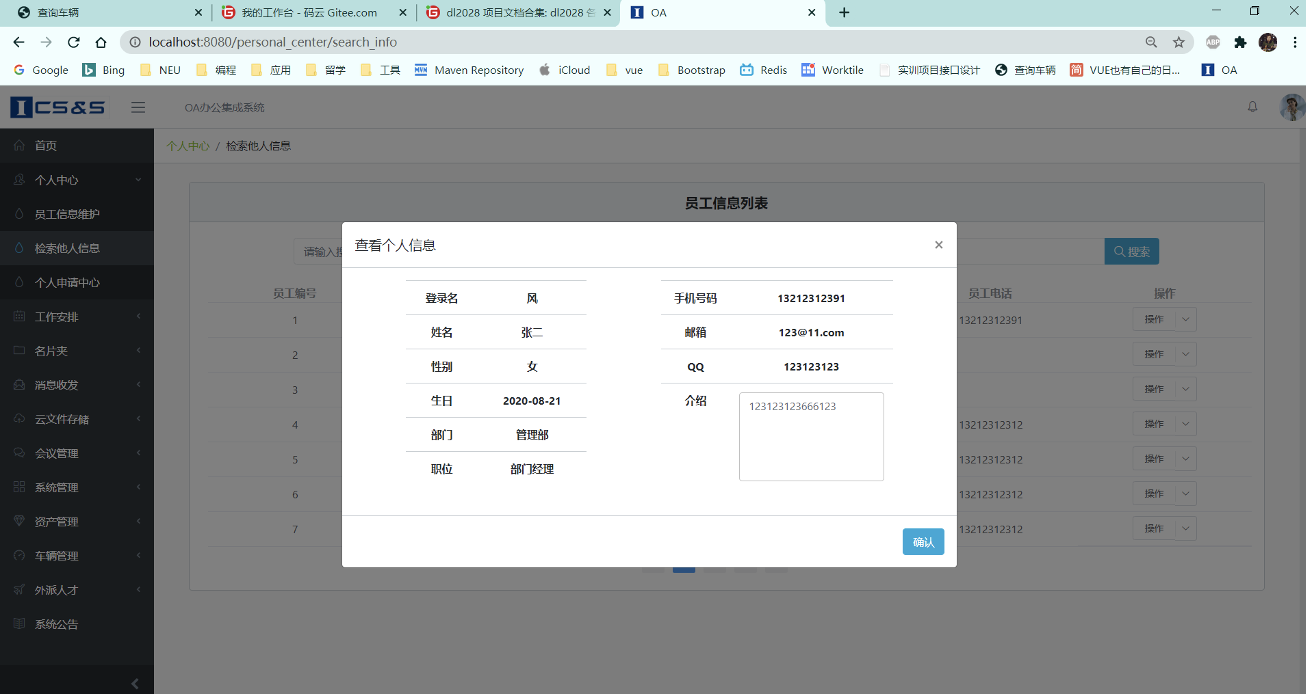 查询车辆
我的工作台 - 码云 Gitee.com
dl2028 项目文档合集: dl2028
OA
localhost:8080/personal_center/search_info
ABP
Google Bing NEU 编程 应用 留学 工具 Maven Repository iCloud vue Bootstrap Redis Worktile 实训项目接口设计 查询车辆 VUE也有自己的日... OA
ICS&S
OA办公集成系统
首页
个人中心
员工信息维护
检索他人信息
个人申请中心
工作安排
名片夹
消息收发
云文件存储
会议管理
系统管理
资产管理
车辆管理
外派人才
系统公告
个人中心 / 检索他人信息
员工信息列表
请输入
搜索
员工编号 员工电话 操作
1 13212312391 操作
2 操作
3 操作
4 13212312312 操作
5 13212312312 操作
6 13212312312 操作
7 13212312312 操作
查看个人信息
×
登录名 风
姓名 张二
性别 女
生日 2020-08-21
部门 管理部
职位 部门经理
手机号码 13212312391
邮箱 123@11.com
QQ 123123123
介绍 123123123666123
确认